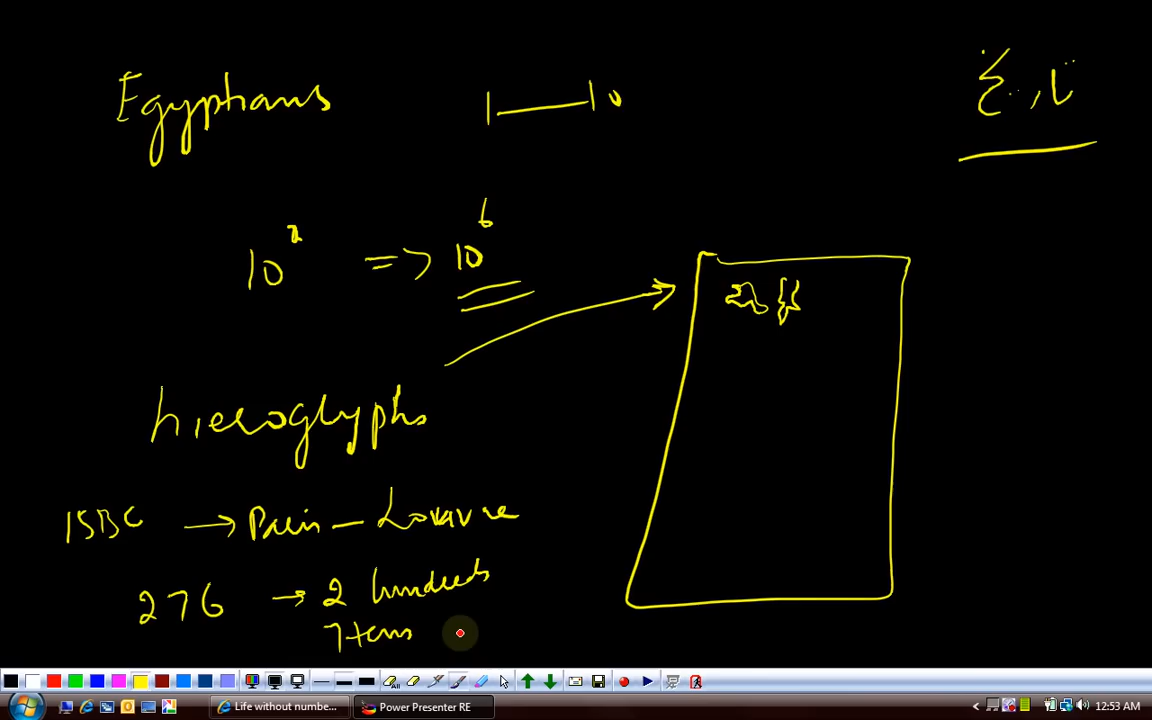 Egyptians 1 — 10
10² => 10⁶
hieroglyphs
15BC → Paris - Louvre
276 → 2 hundreds
7 tens
Life without numbe...
Power Presenter RE
12:53 AM